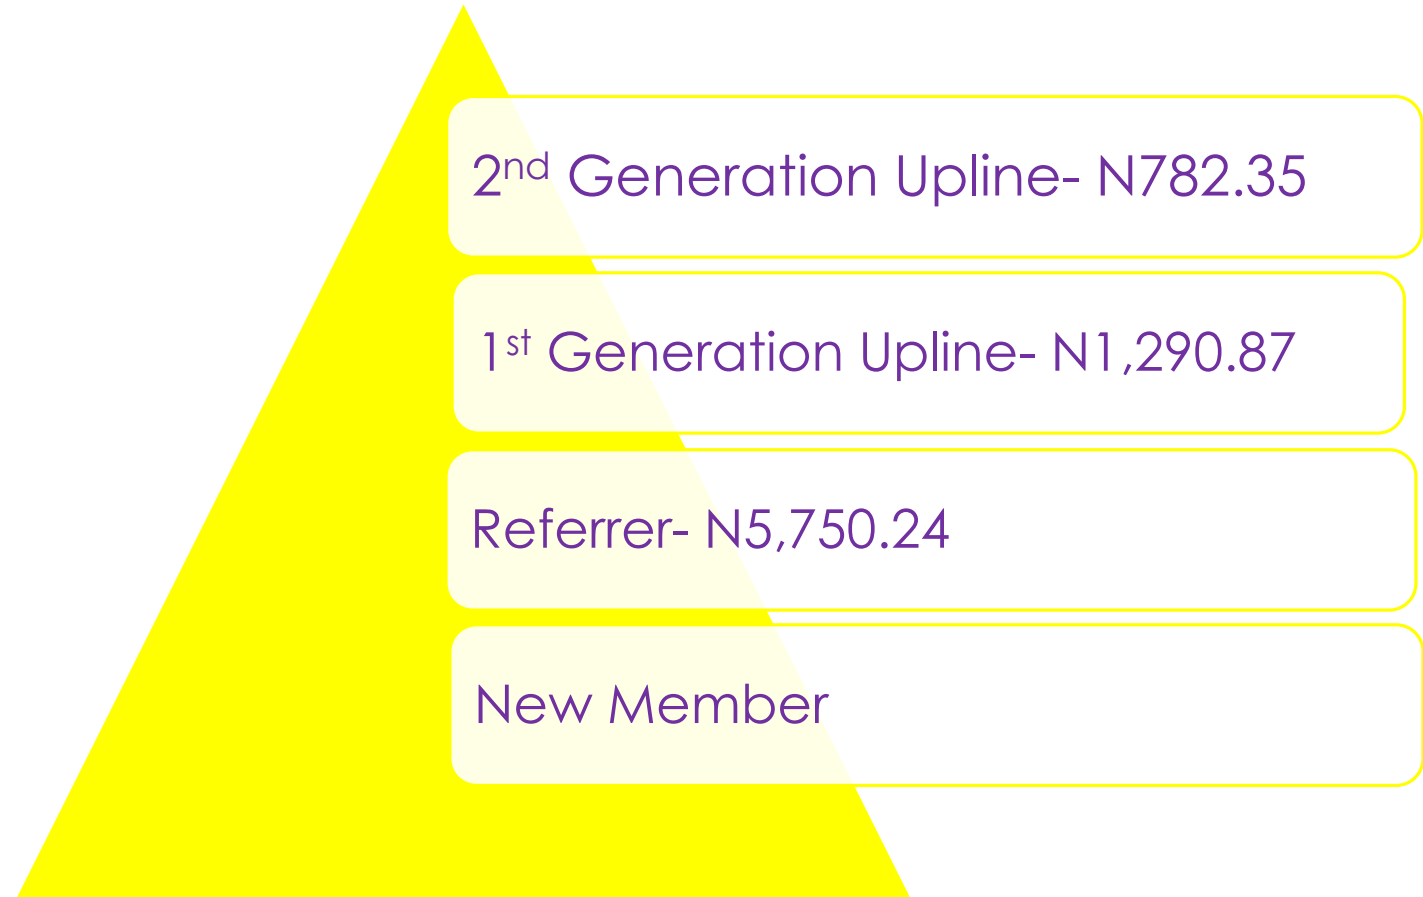 2nd Generation Upline- N782.35
1st Generation Upline- N1,290.87
Referrer- N5,750.24
New Member